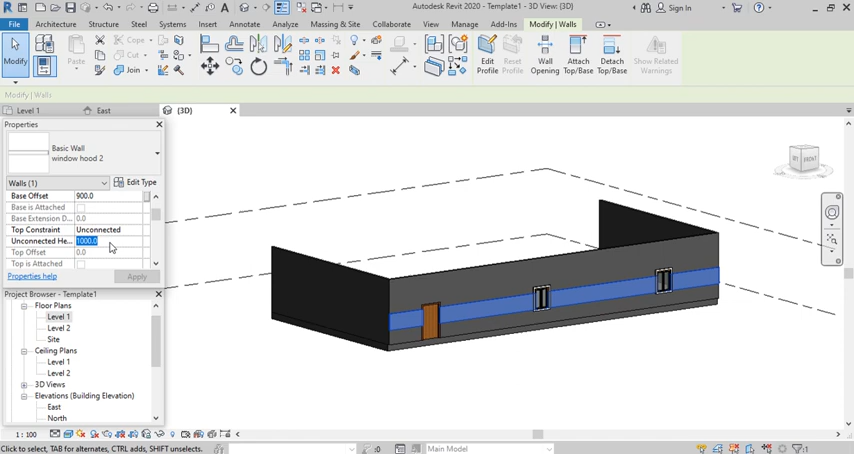 Autodesk Revit 2020 - Template1 - 3D View: {3D}
Sign In
File Architecture Structure Steel Systems Insert Annotate Analyze Massing & Site Collaborate View Manage Add-Ins Modify | Walls
Modify
Paste
Cope
Cut
Join
Edit Profile
Reset Profile
Wall Opening
Attach Top/Base
Detach Top/Base
Show Related Warnings
Modify | Walls
Level 1
East
{3D}
Properties
Basic Wall
window hood 2
Walls (1)
Edit Type
Base Offset 900.0
Base is Attached
Base Extension D... 0.0
Top Constraint Unconnected
Unconnected He... 1000.0
Top Offset 0.0
Top is Attached
Properties help
Apply
Project Browser - Template1
Floor Plans
Level 1
Level 2
Site
Ceiling Plans
Level 1
Level 2
3D Views
Elevations (Building Elevation)
East
North
FRONT
1 : 100
Click to select, TAB for alternates, CTRL adds, SHIFT unselects.
:0
Main Model
:1